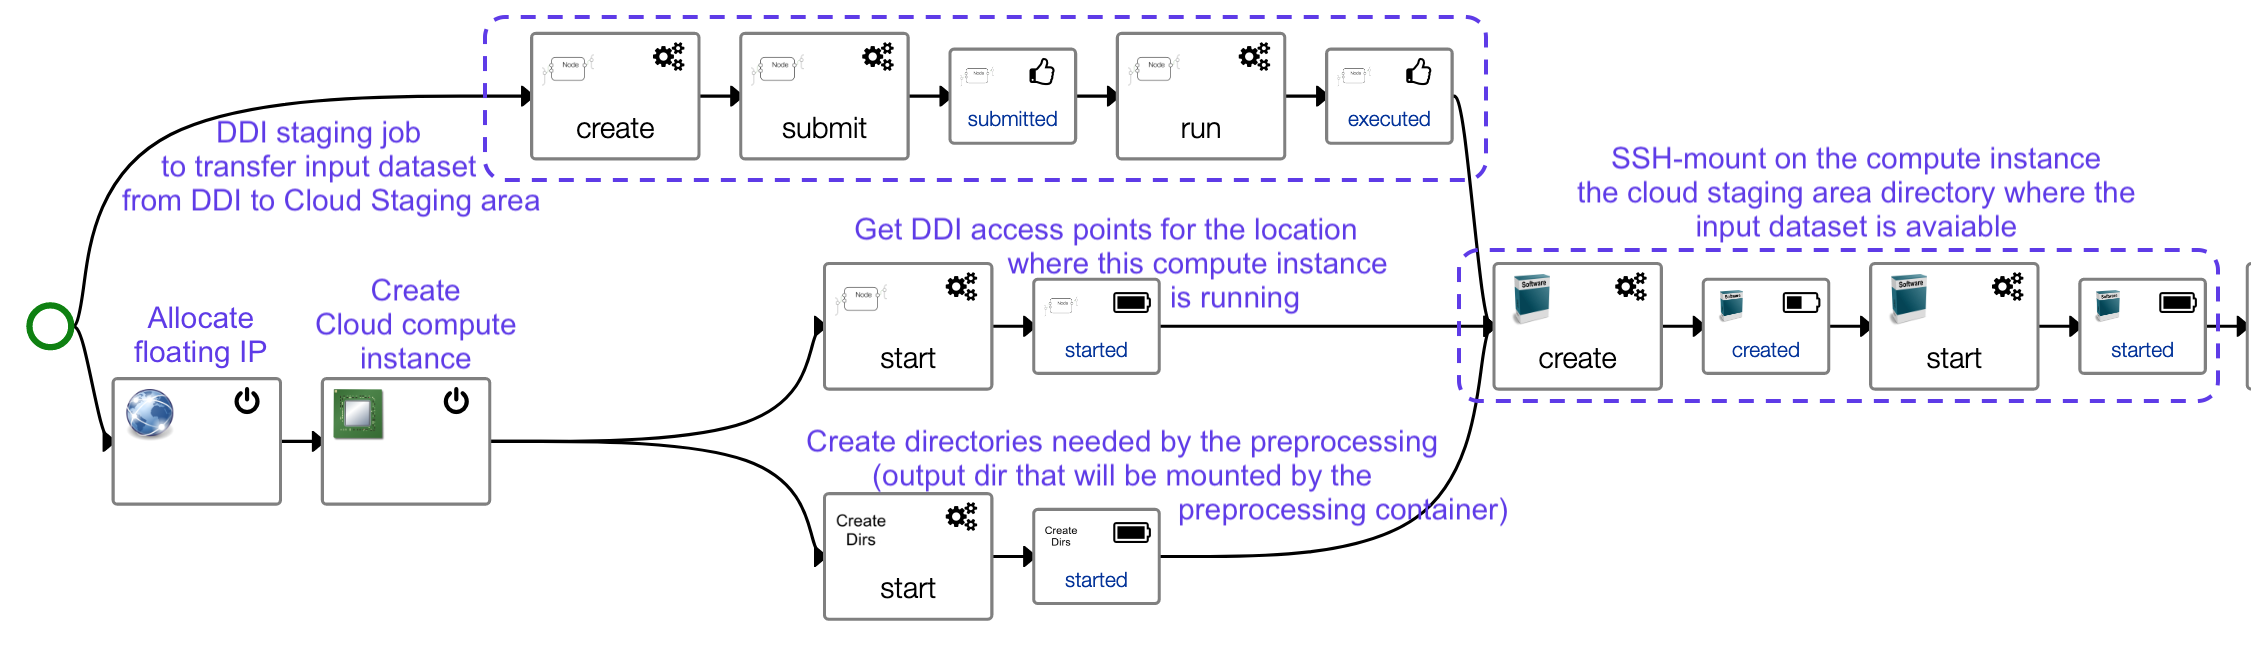 Node
create
Node
submit
Node
submitted
Node
run
Node
executed
DDI staging job
to transfer input dataset
from DDI to Cloud Staging area
SSH-mount on the compute instance
the cloud staging area directory where the
input dataset is avaiable
Get DDI access points for the location
where this compute instance
is running
Allocate
floating IP
Create
Cloud compute
instance
Node
start
Node
started
Software
create
Software
created
Software
start
Software
started
Create directories needed by the preprocessing
(output dir that will be mounted by the
preprocessing container)
Create
Dirs
start
Create
Dirs
started